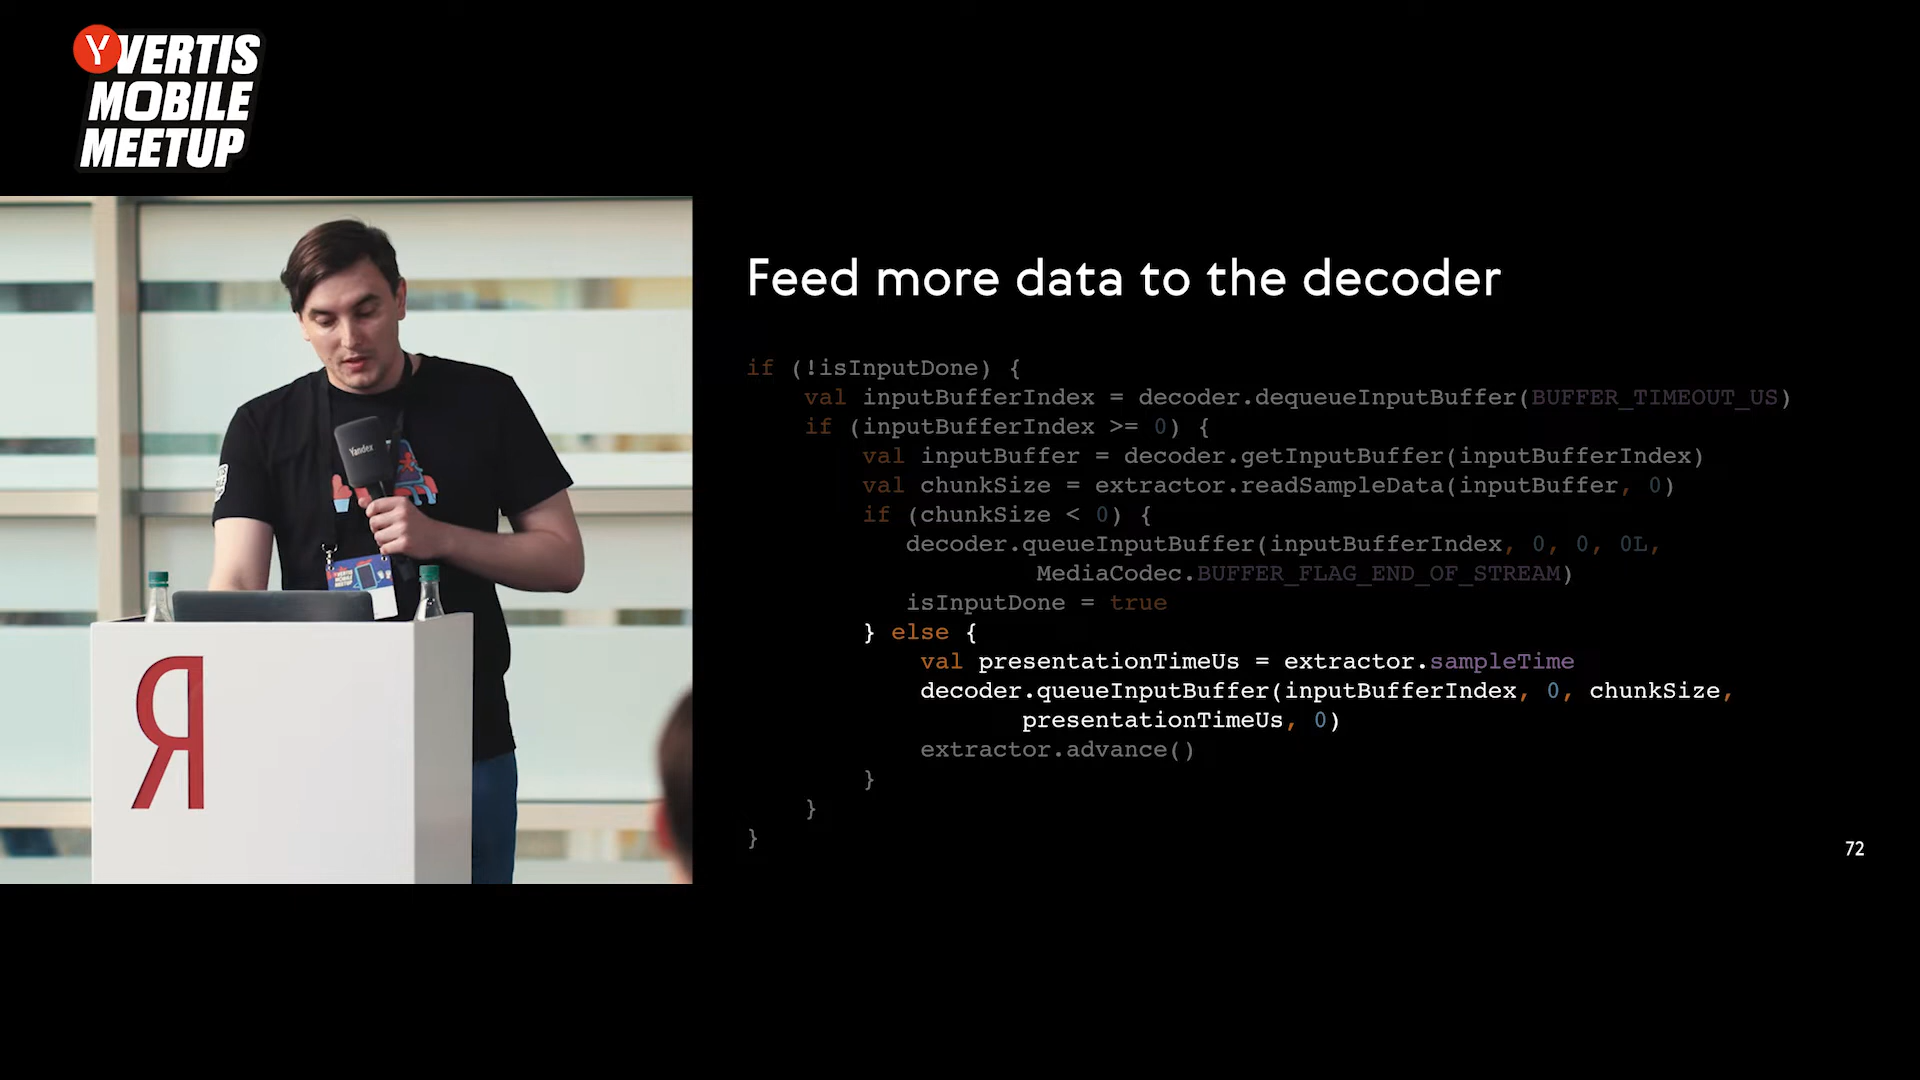 Y VERTIS
MOBILE
MEETUP
Yandex
Я
Feed more data to the decoder
if (!isInputDone) {
val inputBufferIndex = decoder.dequeueInputBuffer(BUFFER_TIMEOUT_US)
if (inputBufferIndex >= 0) {
val inputBuffer = decoder.getInputBuffer(inputBufferIndex)
val chunkSize = extractor.readSampleData(inputBuffer, 0)
if (chunkSize < 0) {
decoder.queueInputBuffer(inputBufferIndex, 0, 0, 0L,
MediaCodec.BUFFER_FLAG_END_OF_STREAM)
isInputDone = true
} else {
val presentationTimeUs = extractor.sampleTime
decoder.queueInputBuffer(inputBufferIndex, 0, chunkSize,
presentationTimeUs, 0)
extractor.advance()
}
}
}
72